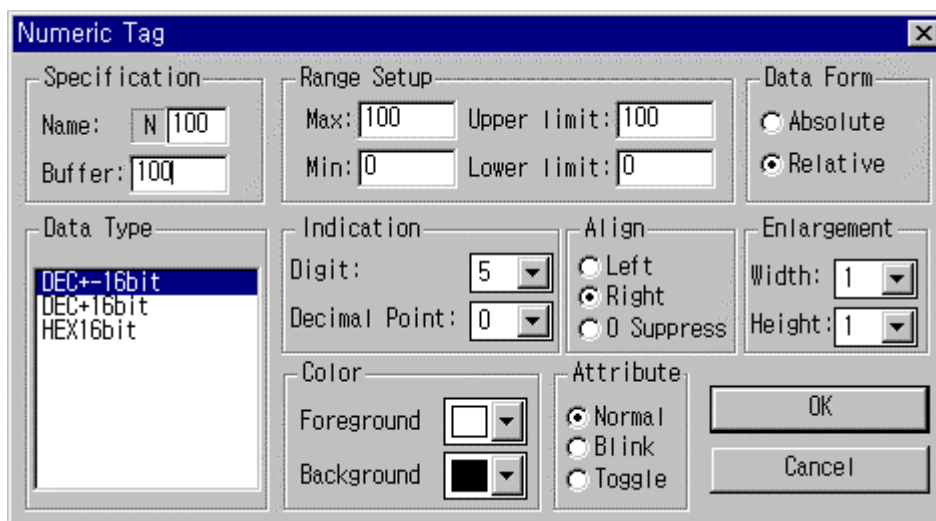 Numeric Tag
Specification
Name: N 100
Buffer: 100
Range Setup
Max: 100 Upper limit: 100
Min: 0 Lower limit: 0
Data Form
Absolute
Relative
Data Type
DEC+-16bit
DEC+16bit
HEX16bit
Indication
Digit: 5
Decimal Point: 0
Align
Left
Right
0 Suppress
Enlargement
Width: 1
Height: 1
Color
Foreground
Background
Attribute
Normal
Blink
Toggle
OK
Cancel